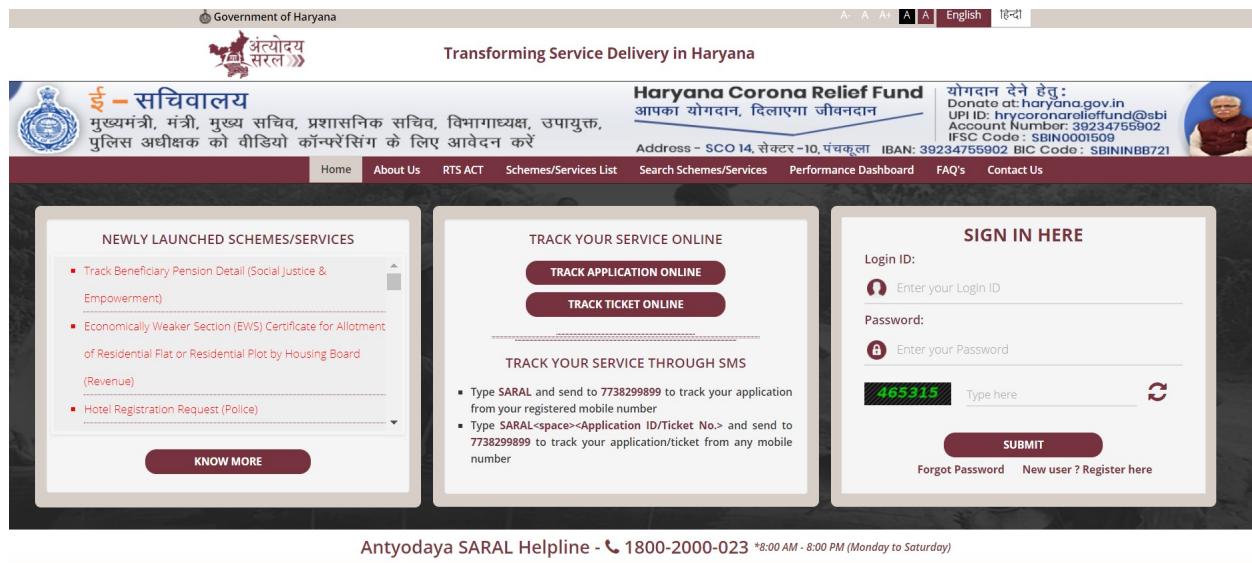 Government of Haryana
A- A A+ A A English हिन्दी
अंत्योदय
सरल
Transforming Service Delivery in Haryana
ई – सचिवालय
मुख्यमंत्री, मंत्री, मुख्य सचिव, प्रशासनिक सचिव, विभागाध्यक्ष, उपायुक्त,
पुलिस अधीक्षक को वीडियो कॉन्फ्रेंसिंग के लिए आवेदन करें
Haryana Corona Relief Fund
आपका योगदान, दिलाएगा जीवनदान
Address - SCO 14, सेक्टर -10, पंचकूला IBAN: 39234755902 BIC Code : SBININBB721
योगदान देने हेतु :
Donate at: haryana.gov.in
UPI ID: hrycoronarelieffund@sbi
Account Number: 39234755902
IFSC Code : SBIN0001509
Home About Us RTS ACT Schemes/Services List Search Schemes/Services Performance Dashboard FAQ's Contact Us
NEWLY LAUNCHED SCHEMES/SERVICES
Track Beneficiary Pension Detail (Social Justice &
Empowerment)
Economically Weaker Section (EWS) Certificate for Allotment
of Residential Flat or Residential Plot by Housing Board
(Revenue)
Hotel Registration Request (Police)
KNOW MORE
TRACK YOUR SERVICE ONLINE
TRACK APPLICATION ONLINE
TRACK TICKET ONLINE
TRACK YOUR SERVICE THROUGH SMS
Type SARAL and send to 7738299899 to track your application
from your registered mobile number
Type SARAL<space><Application ID/Ticket No.> and send to
7738299899 to track your application/ticket from any mobile
number
SIGN IN HERE
Login ID:
Enter your Login ID
Password:
Enter your Password
465315 Type here
SUBMIT
Forgot Password New user ? Register here
Antyodaya SARAL Helpline - 1800-2000-023 *8:00 AM - 8:00 PM (Monday to Saturday)